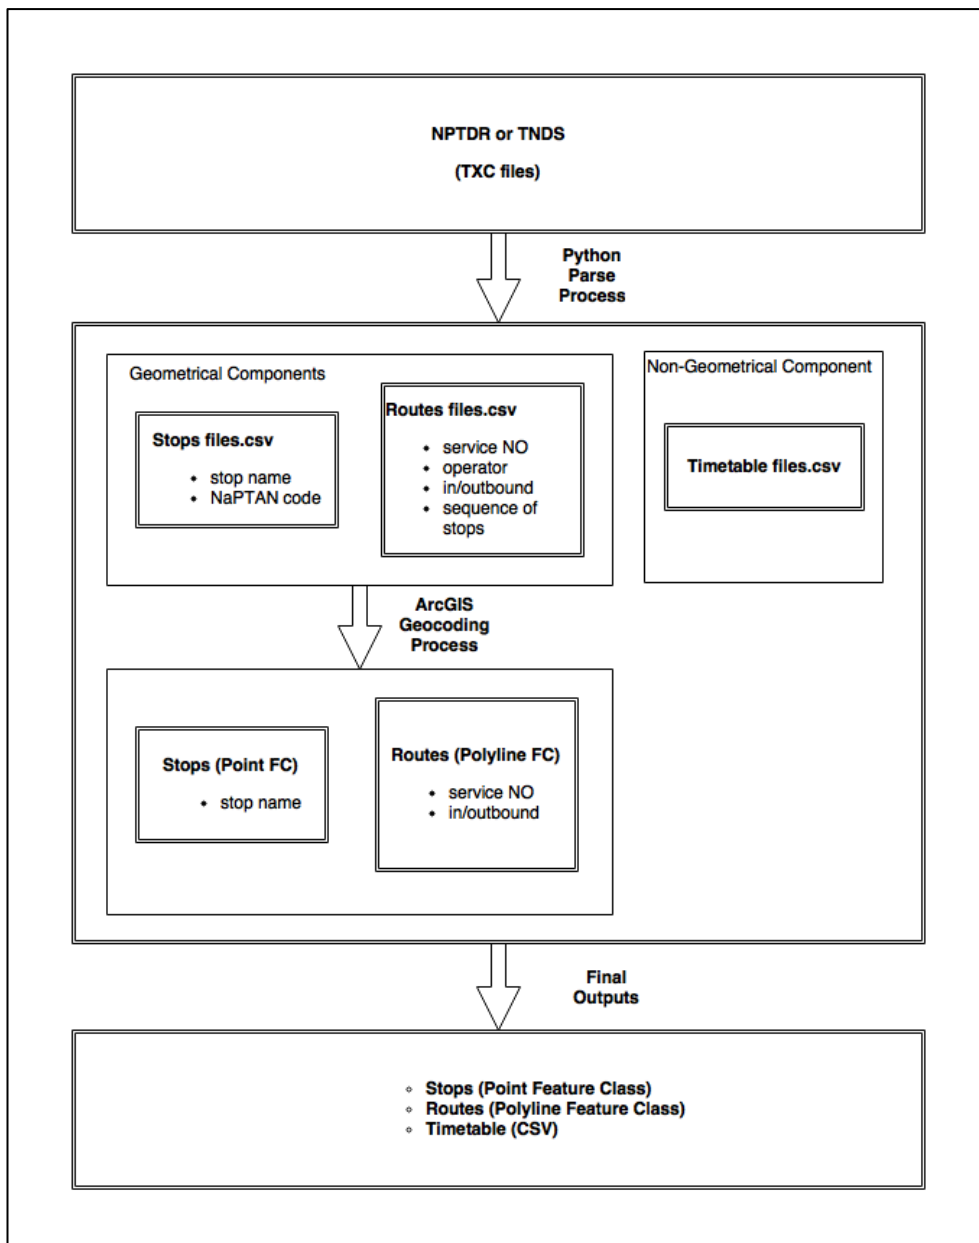 NPTDR or TNDS
(TXC files)
Python
Parse
Process
Geometrical Components
Stops files.csv
• stop name
• NaPTAN code
Routes files.csv
• service NO
• operator
• in/outbound
• sequence of
stops
Non-Geometrical Component
Timetable files.csv
ArcGIS
Geocoding
Process
Stops (Point FC)
• stop name
Routes (Polyline FC)
• service NO
• in/outbound
Final
Outputs
◦ Stops (Point Feature Class)
◦ Routes (Polyline Feature Class)
◦ Timetable (CSV)